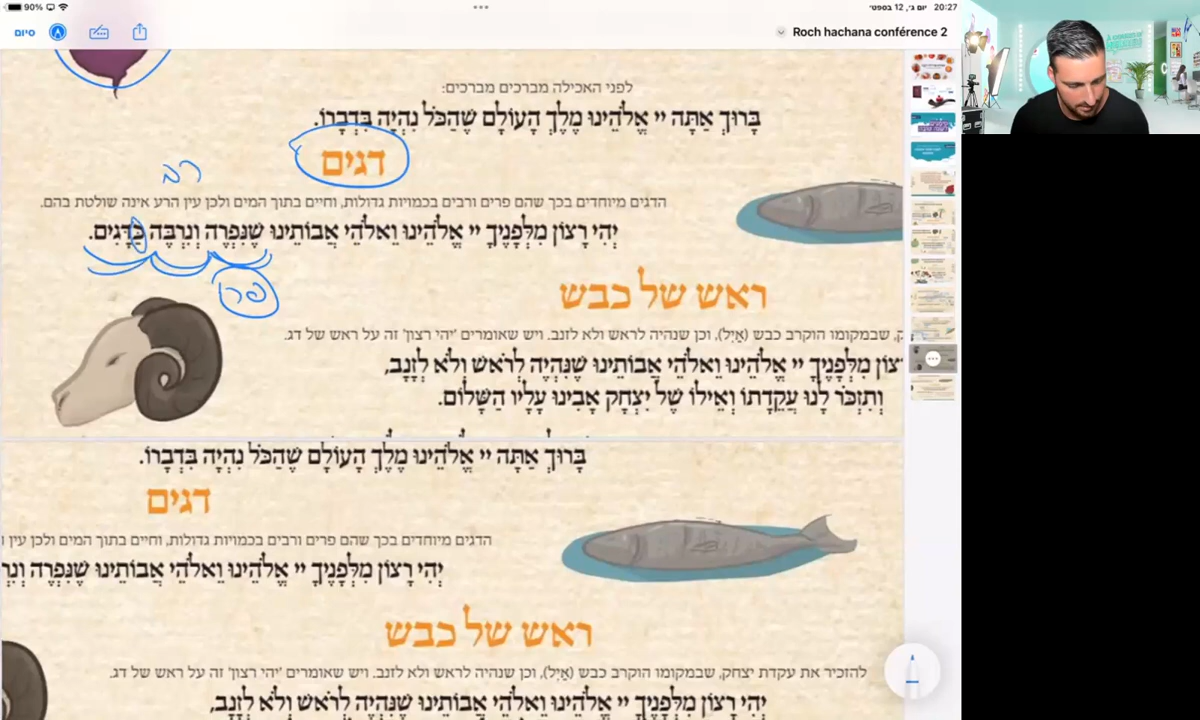 90%
20:27 יום ג׳, 12 בספט׳
סיום
Roch hachana conférence 2
לפני האכילה מברכים מברכים:
בָּרוּךְ אַתָּה יי אֱלֹהֵינוּ מֶלֶךְ הָעוֹלָם שֶׁהַכֹּל נִהְיָה בִּדְבָרוֹ.
דגים
רב
הדגים מיוחדים בכך שהם פרים ורבים בכמויות גדולות, וחיים בתוך המים ולכן עין הרע אינה שולטת בהם.
יְהִי רָצוֹן מִלְּפָנֶיךָ יי אֱלֹהֵינוּ וֵאלֹהֵי אֲבוֹתֵינוּ שֶׁנִּפְרֶה וְנִרְבֶּה כַּדָּגִים.
פר
ראש של כבש
ק, שבמקומו הוקרב כבש (אַיִל), וכן שנהיה לראש ולא לזנב. ויש שאומרים 'יהי רצון' זה על ראש של דג.
רָצוֹן מִלְּפָנֶיךָ יי אֱלֹהֵינוּ וֵאלֹהֵי אֲבוֹתֵינוּ שֶׁנִּהְיֶה לְרֹאשׁ וְלֹא לְזָנָב,
וְתִזְכֹּר לָנוּ עֲקֵדָתוֹ וְאֵילוֹ שֶׁל יִצְחָק אָבִינוּ עָלָיו הַשָּׁלוֹם.
בָּרוּךְ אַתָּה יי אֱלֹהֵינוּ מֶלֶךְ הָעוֹלָם שֶׁהַכֹּל נִהְיָה בִּדְבָרוֹ.
דגים
הדגים מיוחדים בכך שהם פרים ורבים בכמויות גדולות, וחיים בתוך המים ולכן עין ו
יְהִי רָצוֹן מִלְּפָנֶיךָ יי אֱלֹהֵינוּ וֵאלֹהֵי אֲבוֹתֵינוּ שֶׁנִּפְרֶה וְנִרְ
ראש של כבש
להזכיר את עקדת יצחק, שבמקומו הוקרב כבש (אַיִל), וכן שנהיה לראש ולא לזנב. ויש שאומרים 'יהי רצון' זה על ראש של דג.
יְהִי רָצוֹן מִלְּפָנֶיךָ יי אֱלֹהֵינוּ וֵאלֹהֵי אֲבוֹתֵינוּ שֶׁנִּהְיֶה לְרֹאשׁ וְלֹא לְזָנָב,